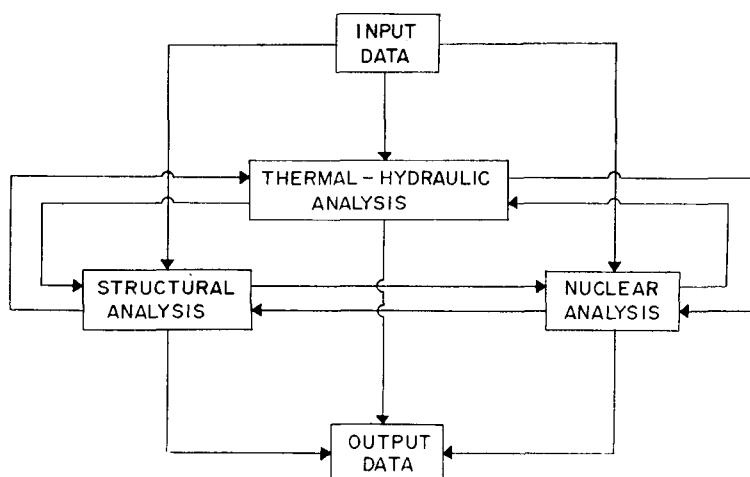 INPUT
DATA
THERMAL-HYDRAULIC
ANALYSIS
STRUCTURAL
ANALYSIS
NUCLEAR
ANALYSIS
OUTPUT
DATA